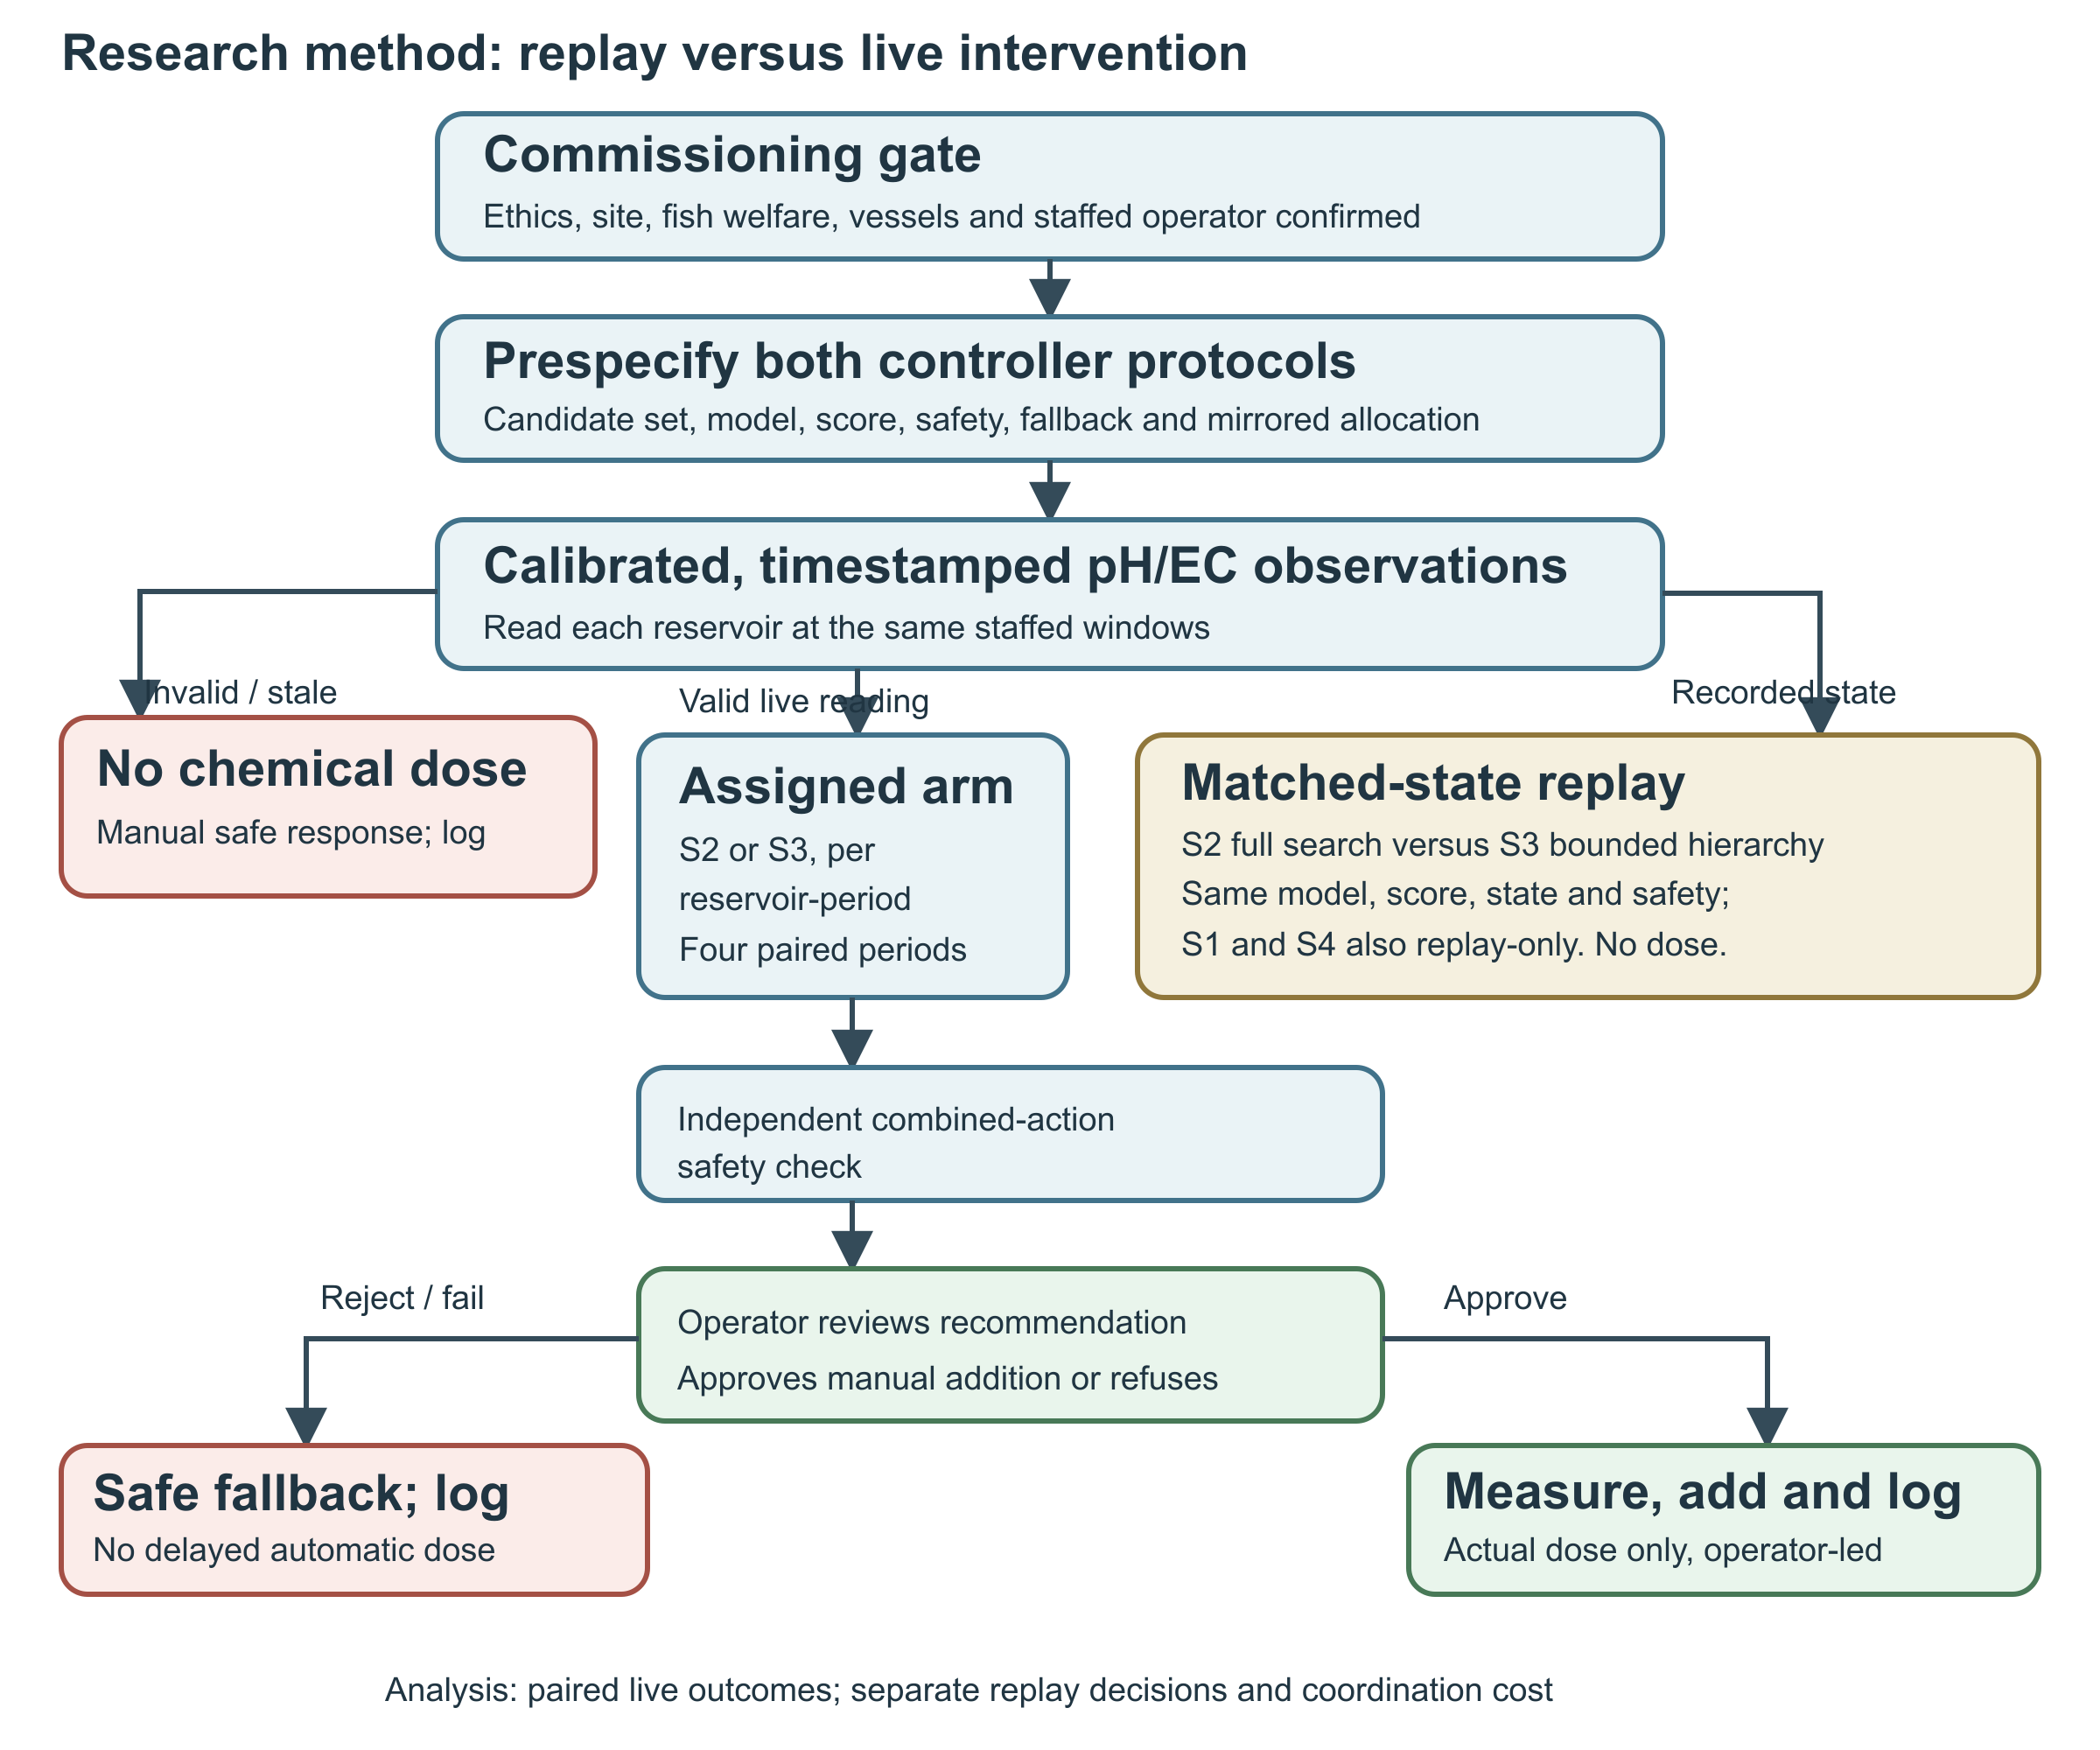 Research method: replay versus live intervention
Commissioning gate
Ethics, site, fish welfare, vessels and staffed operator confirmed
Prespecify both controller protocols
Candidate set, model, score, safety, fallback and mirrored allocation
Calibrated, timestamped pH/EC observations
Read each reservoir at the same staffed windows
Invalid / stale
Valid live reading
Recorded state
No chemical dose
Manual safe response; log
Assigned arm
S2 or S3, per
reservoir-period
Four paired periods
Matched-state replay
S2 full search versus S3 bounded hierarchy
Same model, score, state and safety;
S1 and S4 also replay-only. No dose.
Independent combined-action
safety check
Reject / fail
Operator reviews recommendation
Approves manual addition or refuses
Approve
Safe fallback; log
No delayed automatic dose
Measure, add and log
Actual dose only, operator-led
Analysis: paired live outcomes; separate replay decisions and coordination cost